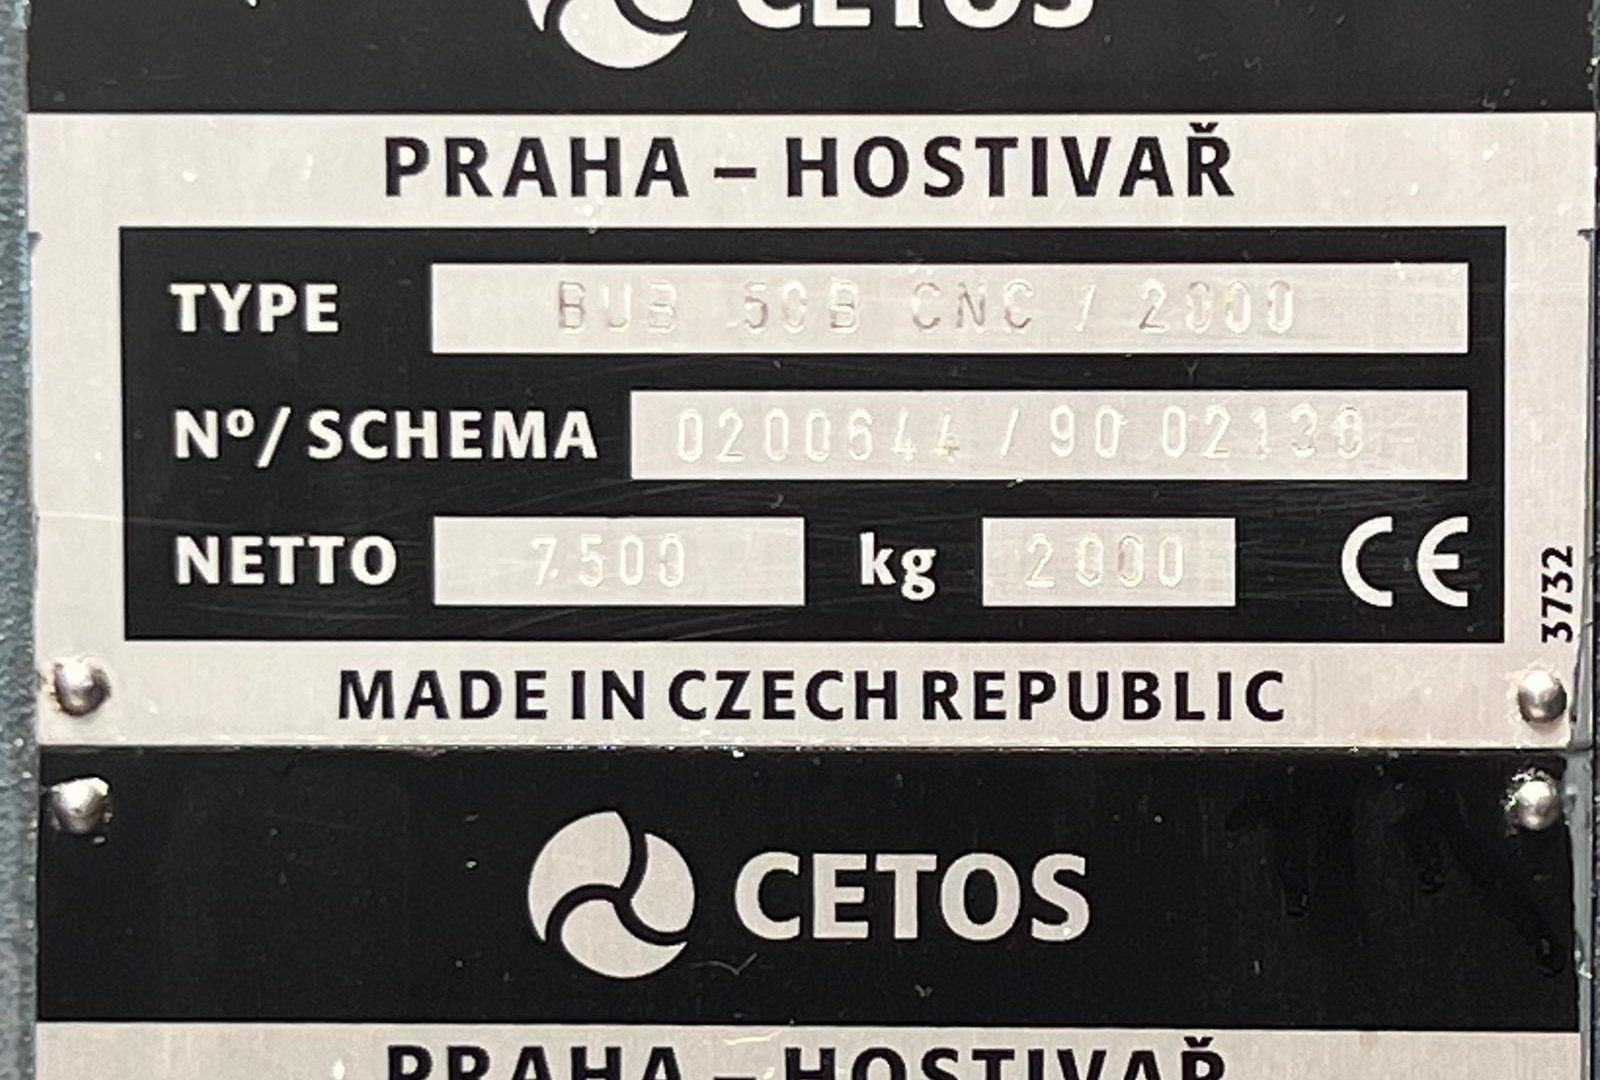 CETOS
PRAHA – HOSTIVAŘ
TYPE BUB 50B CNC / 2000
Nº/ SCHEMA 0200644 / 90 02130
NETTO 7500 kg 2000 CE
3732
MADE IN CZECH REPUBLIC
CETOS
PRAHA – HOSTIVAŘ